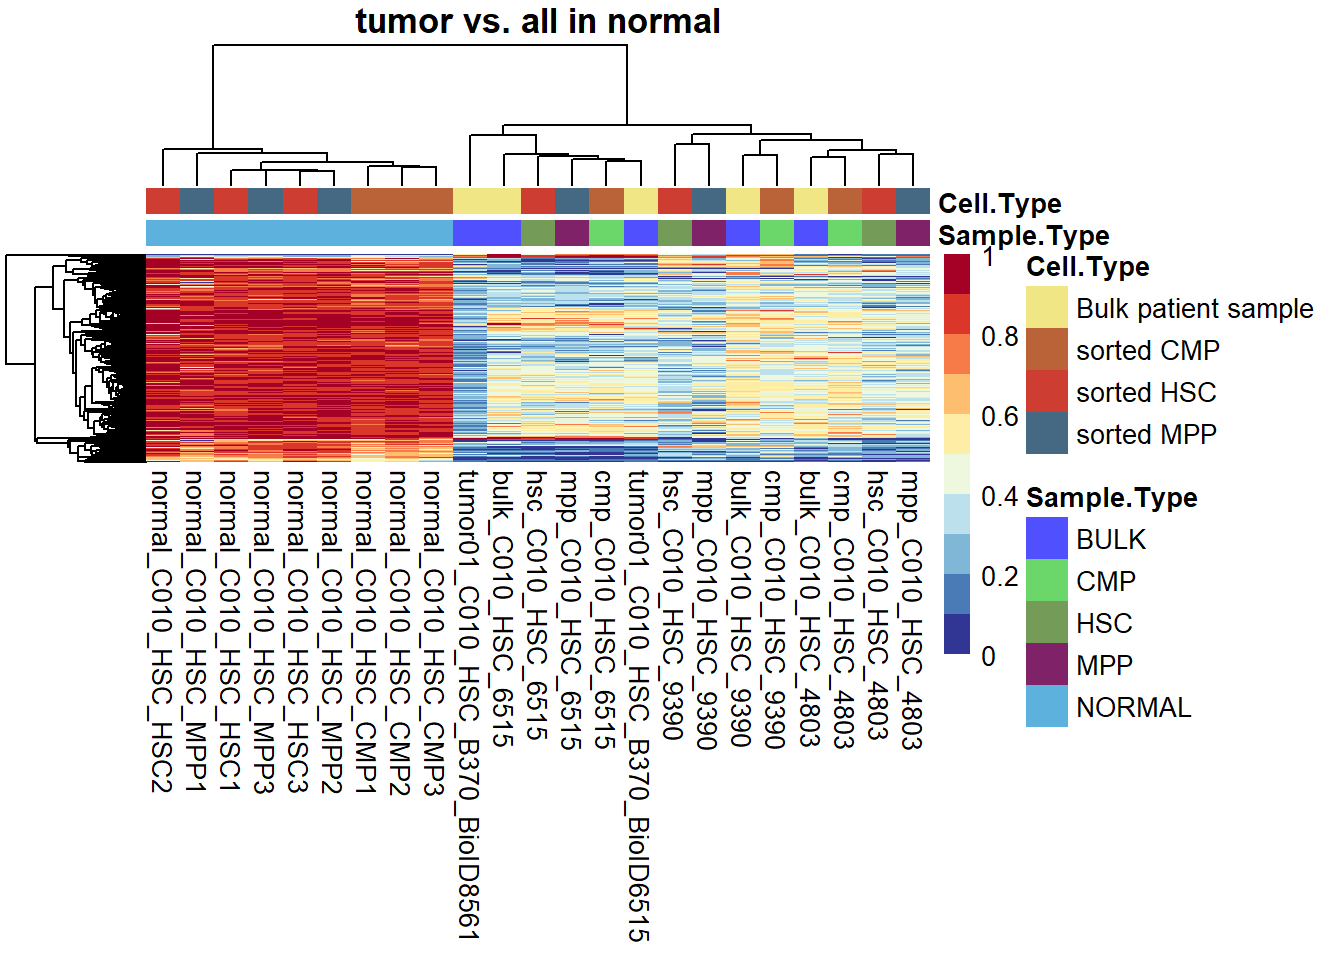 tumor vs. all in normal
Cell.Type
Sample.Type
1
0.8
0.6
0.4
0.2
0
Cell.Type
Bulk patient sample
sorted CMP
sorted HSC
sorted MPP
Sample.Type
BULK
CMP
HSC
MPP
NORMAL
normal_C010_HSC_HSC2
normal_C010_HSC_MPP1
normal_C010_HSC_HSC1
normal_C010_HSC_MPP3
normal_C010_HSC_HSC3
normal_C010_HSC_MPP2
normal_C010_HSC_CMP1
normal_C010_HSC_CMP2
normal_C010_HSC_CMP3
tumor01_C010_HSC_B370_BioID8561
bulk_C010_HSC_6515
hsc_C010_HSC_6515
mpp_C010_HSC_6515
cmp_C010_HSC_6515
tumor01_C010_HSC_B370_BioID6515
hsc_C010_HSC_9390
mpp_C010_HSC_9390
bulk_C010_HSC_9390
cmp_C010_HSC_9390
bulk_C010_HSC_4803
cmp_C010_HSC_4803
hsc_C010_HSC_4803
mpp_C010_HSC_4803